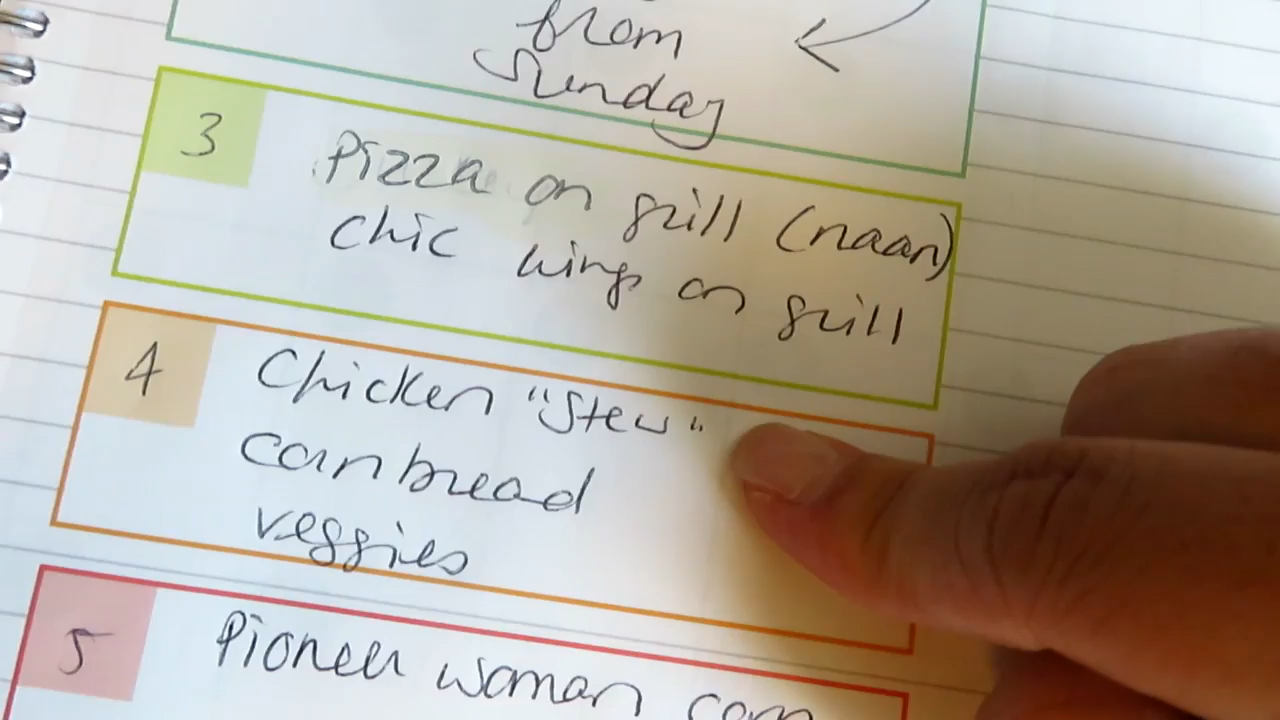 from
Sunday
3
Pizza on grill (naan)
chic wings on grill
4
Chicken "Stew"
cornbread
veggies
5
Pioneer woman